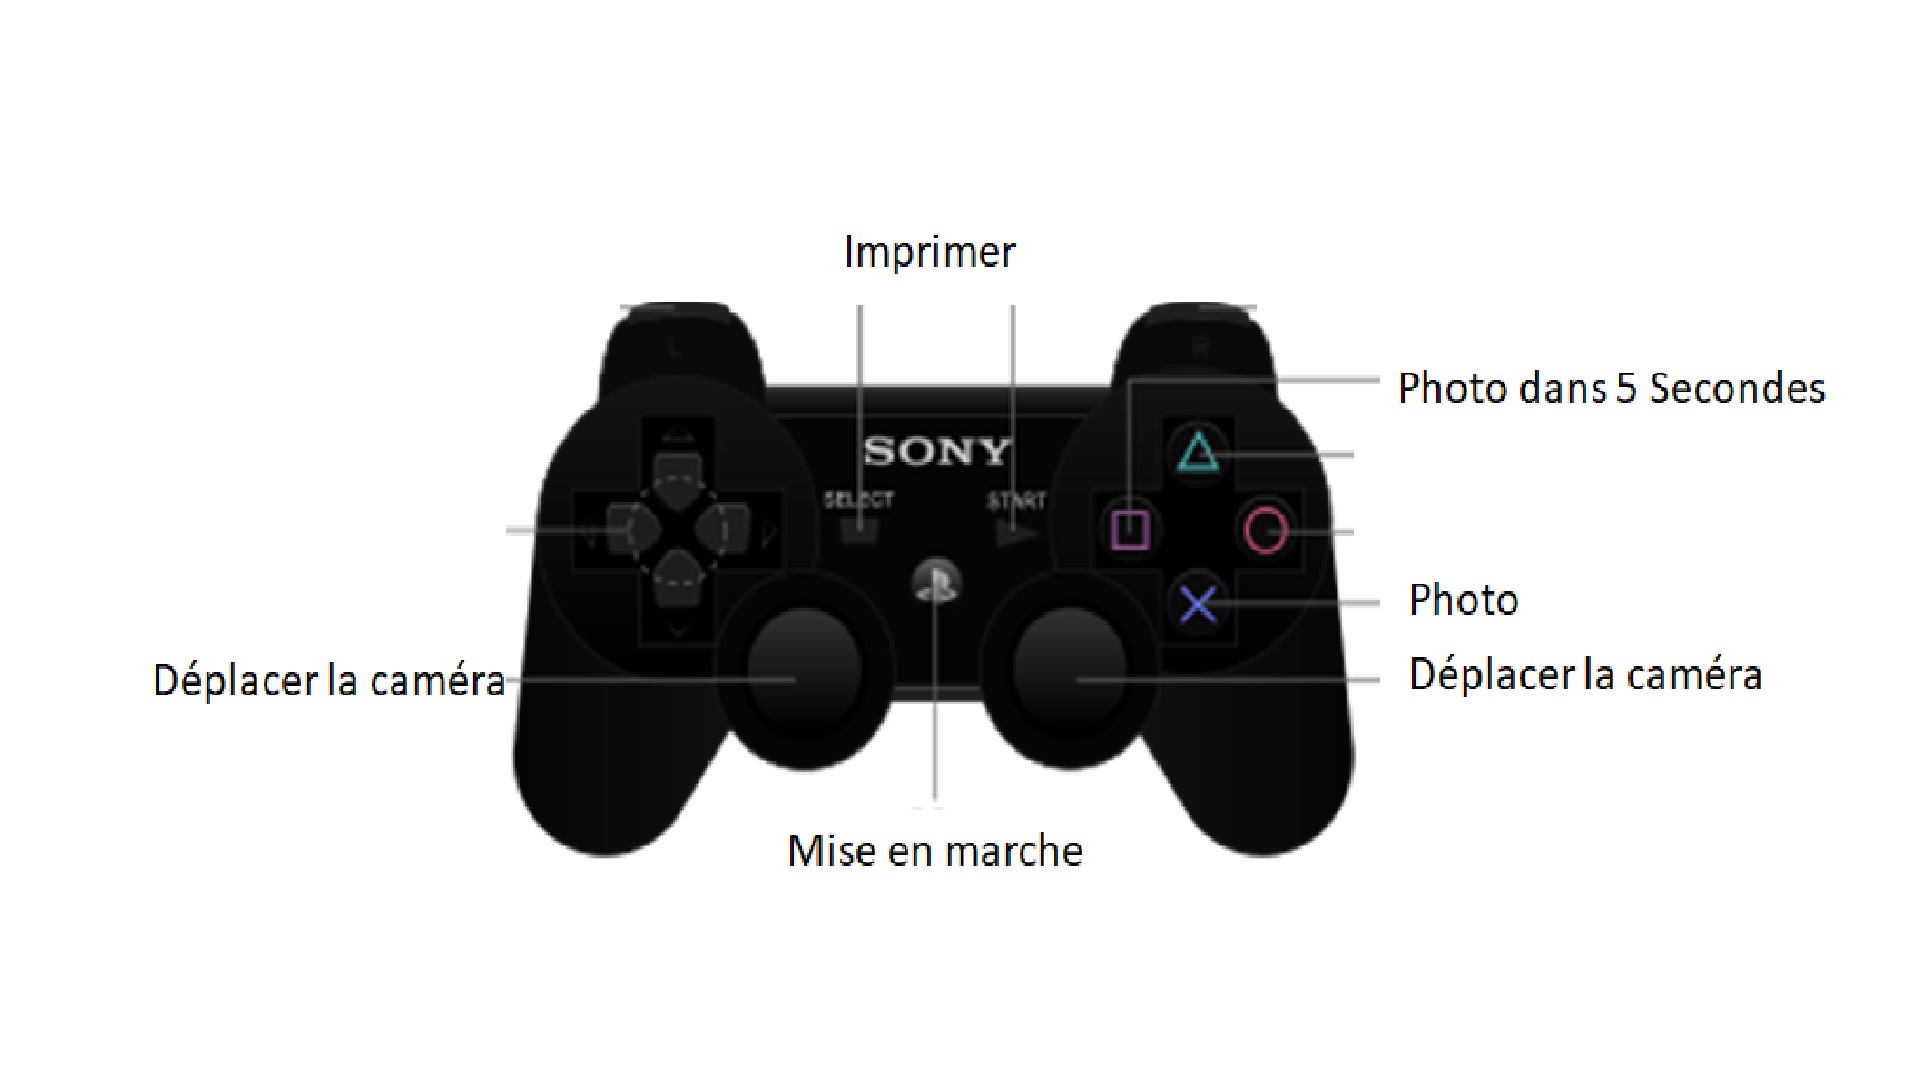 Imprimer
L
R
Photo dans 5 Secondes
SONY
SELECT
START
Photo
Déplacer la caméra
Déplacer la caméra
Mise en marche